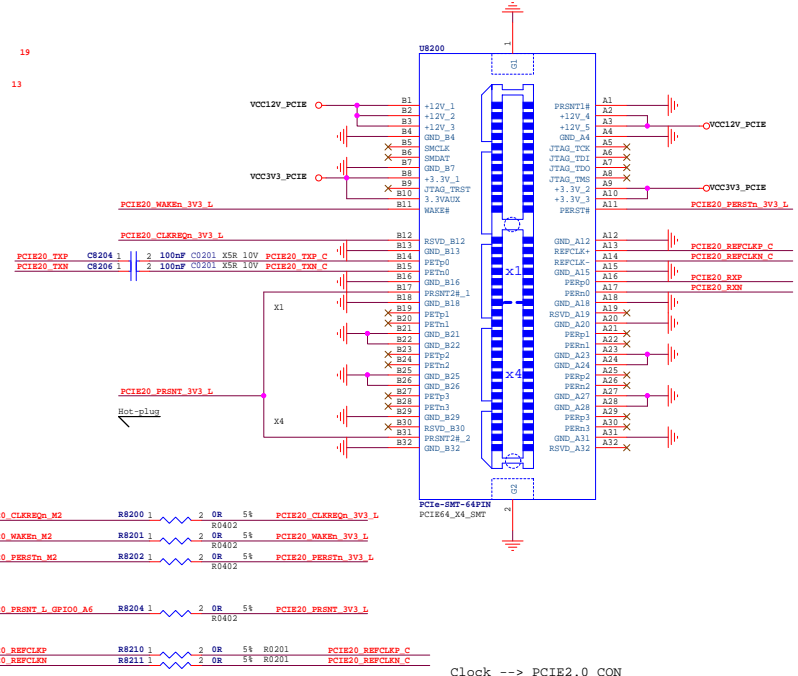 U8200
1
G1
19
13
VCC12V_PCIE B1 +12V_1 PRSNT1# A1
B2 +12V_2 +12V_4 A2
B3 +12V_3 +12V_5 A3 VCC12V_PCIE
B4 GND_B4 GND_A4 A4
B5 SMCLK JTAG_TCK A5
B6 SMDAT JTAG_TDI A6
B7 GND_B7 JTAG_TDO A7
VCC3V3_PCIE B8 +3.3V_1 JTAG_TMS A8
B9 JTAG_TRST +3.3V_2 A9 VCC3V3_PCIE
B10 3.3VAUX +3.3V_3 A10
PCIE20_WAKEn_3V3_L B11 WAKE# PERST# A11 PCIE20_PERSTn_3V3_L
PCIE20_CLKREQn_3V3_L B12 RSVD_B12 GND_A12 A12
B13 GND_B13 REFCLK+ A13 PCIE20_REFCLKP_C
PCIE20_TXP C8204 1 2 100nF C0201 X5R 10V PCIE20_TXP_C B14 PETp0 REFCLK- A14 PCIE20_REFCLKN_C
PCIE20_TXN C8206 1 2 100nF C0201 X5R 10V PCIE20_TXN_C B15 PETn0 GND_A15 A15
B16 GND_B16 PERp0 A16 PCIE20_RXP
B17 PRSNT2#_1 PERn0 A17 PCIE20_RXN
x1
B18 GND_B18 GND_A18 A18
X1 B19 PETp1 RSVD_A19 A19
B20 PETn1 GND_A20 A20
B21 GND_B21 PERp1 A21
B22 GND_B22 PERn1 A22
B23 PETp2 GND_A23 A23
B24 PETn2 GND_A24 A24
B25 GND_B25 PERp2 A25
x4
B26 GND_B26 PERn2 A26
PCIE20_PRSNT_3V3_L B27 PETp3 GND_A27 A27
B28 PETn3 GND_A28 A28
Hot-plug B29 GND_B29 PERp3 A29
X4 B30 RSVD_B30 PERn3 A30
B31 PRSNT2#_2 GND_A31 A31
B32 GND_B32 RSVD_A32 A32
G2
2
PCIe-SMT-64PIN
PCIE64_X4_SMT
0_CLKREQn_M2 R8200 1 2 0R 5% PCIE20_CLKREQn_3V3_L
R0402
0_WAKEn_M2 R8201 1 2 0R 5% PCIE20_WAKEn_3V3_L
R0402
0_PERSTn_M2 R8202 1 2 0R 5% PCIE20_PERSTn_3V3_L
R0402
0_PRSNT_L_GPIO0_A6 R8204 1 2 0R 5% PCIE20_PRSNT_3V3_L
R0402
0_REFCLKP R8210 1 2 0R 5% R0201 PCIE20_REFCLKP_C
0_REFCLKN R8211 1 2 0R 5% R0201 PCIE20_REFCLKN_C
Clock --> PCIE2.0 CON